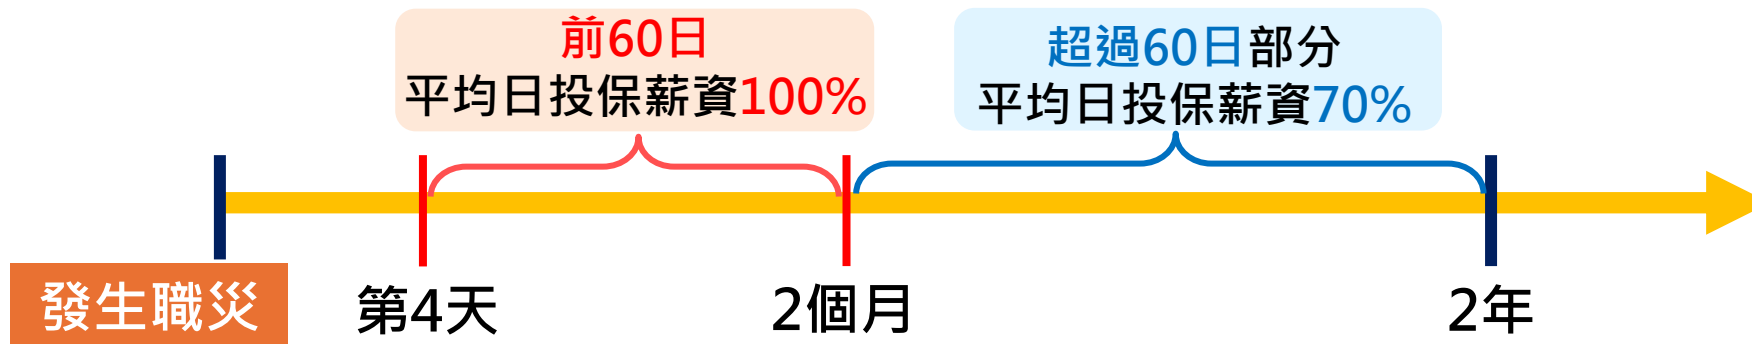 前60日
平均日投保薪資100%
超過60日部分
平均日投保薪資70%
發生職災
第4天
2個月
2年